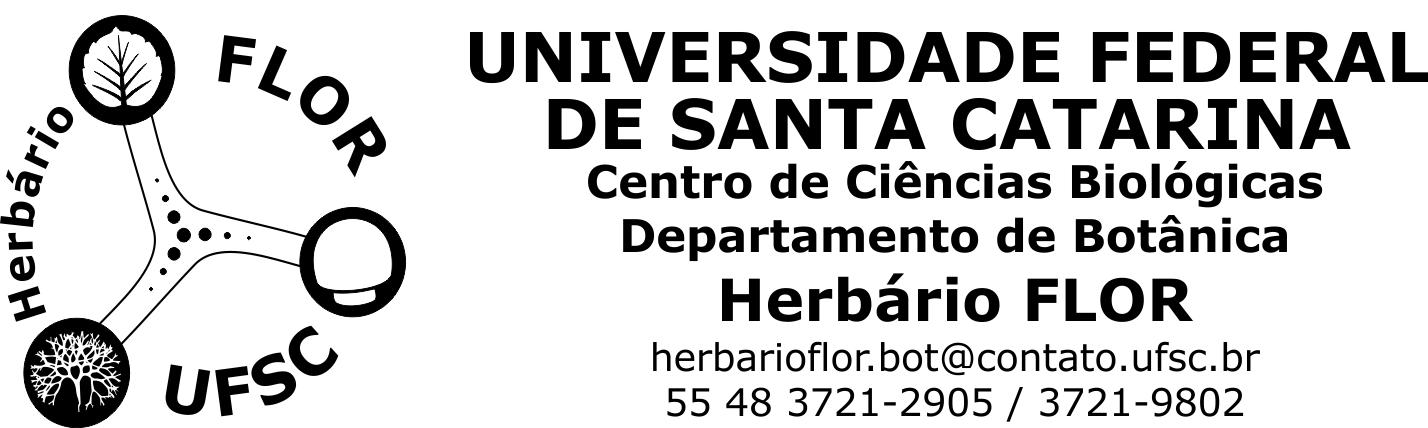 Herbário
FLOR
UFSC
UNIVERSIDADE FEDERAL
DE SANTA CATARINA
Centro de Ciências Biológicas
Departamento de Botânica
Herbário FLOR
herbarioflor.bot@contato.ufsc.br
55 48 3721-2905 / 3721-9802